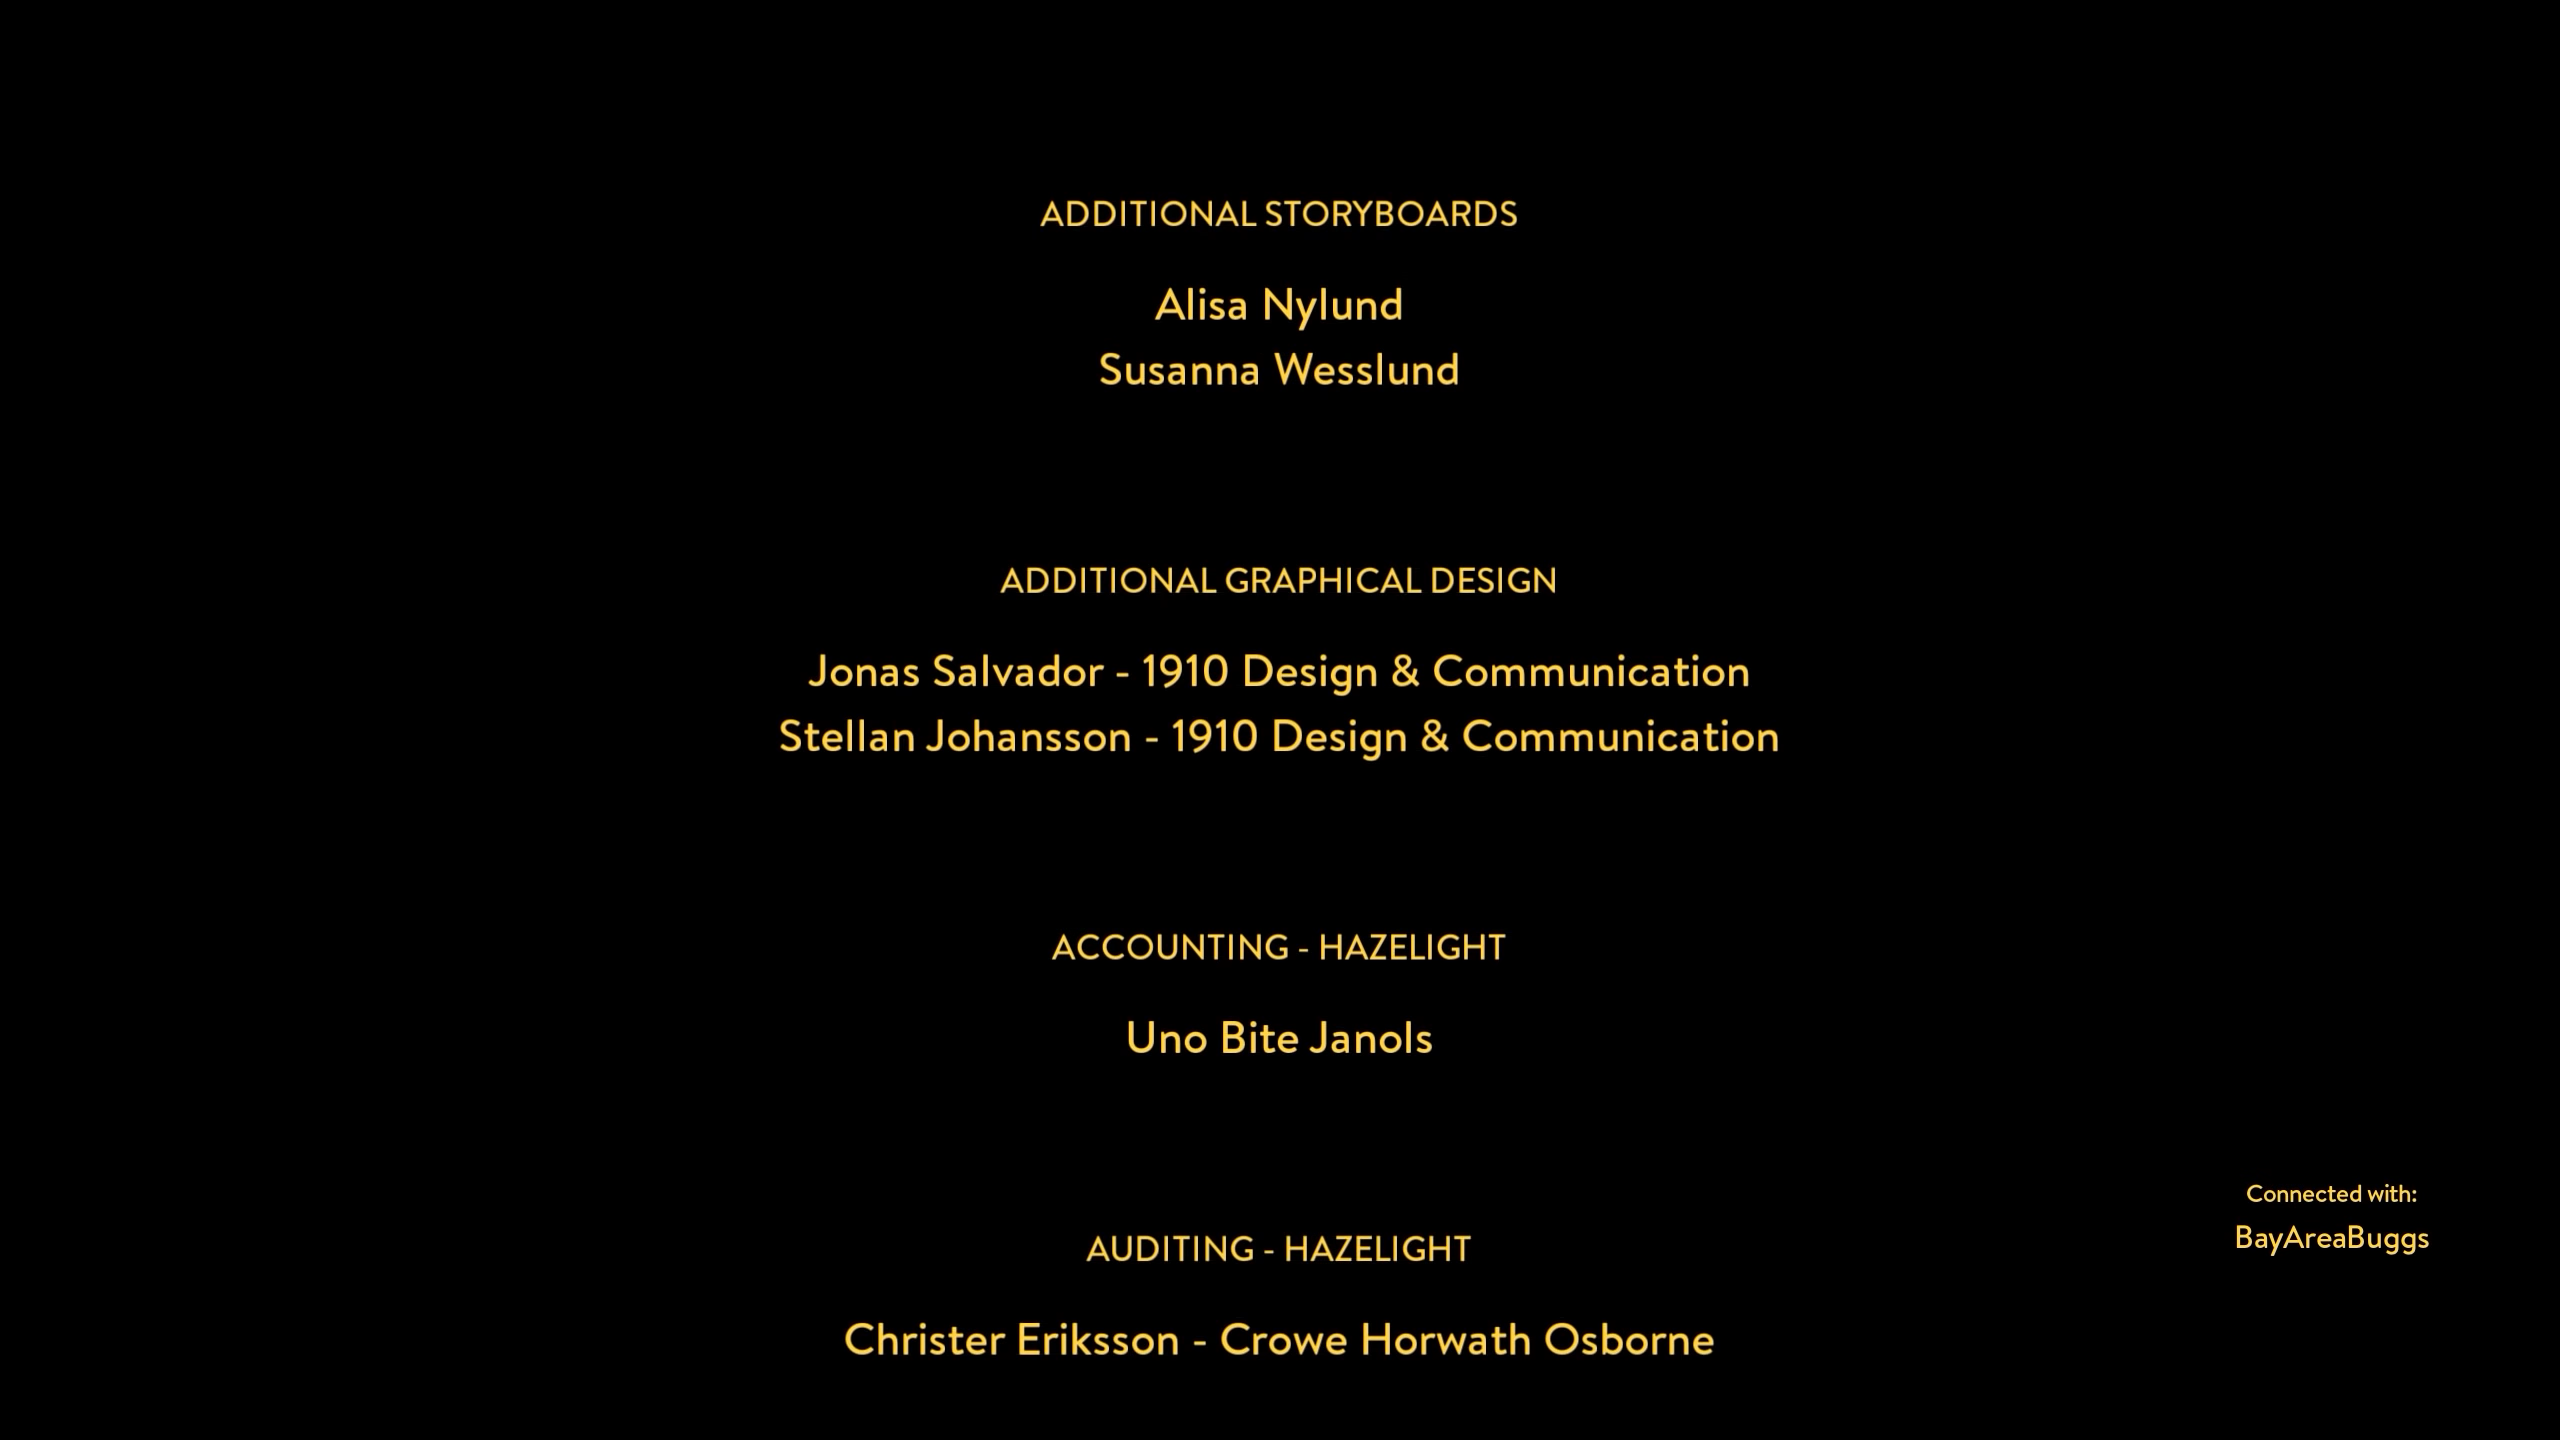 ADDITIONAL STORYBOARDS
Alisa Nylund
Susanna Wesslund
ADDITIONAL GRAPHICAL DESIGN
Jonas Salvador - 1910 Design & Communication
Stellan Johansson - 1910 Design & Communication
ACCOUNTING - HAZELIGHT
Uno Bite Janols
Connected with:
BayAreaBuggs
AUDITING - HAZELIGHT
Christer Eriksson - Crowe Horwath Osborne